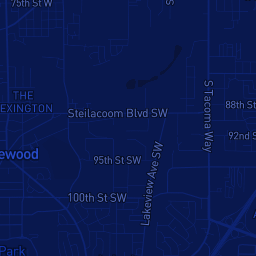 75th St W
THE
LEXINGTON
Steilacoom Blvd SW
S Tacoma Way
88th St
92nd S
ewood
95th St SW
Lakeview Ave SW
100th St SW
Park